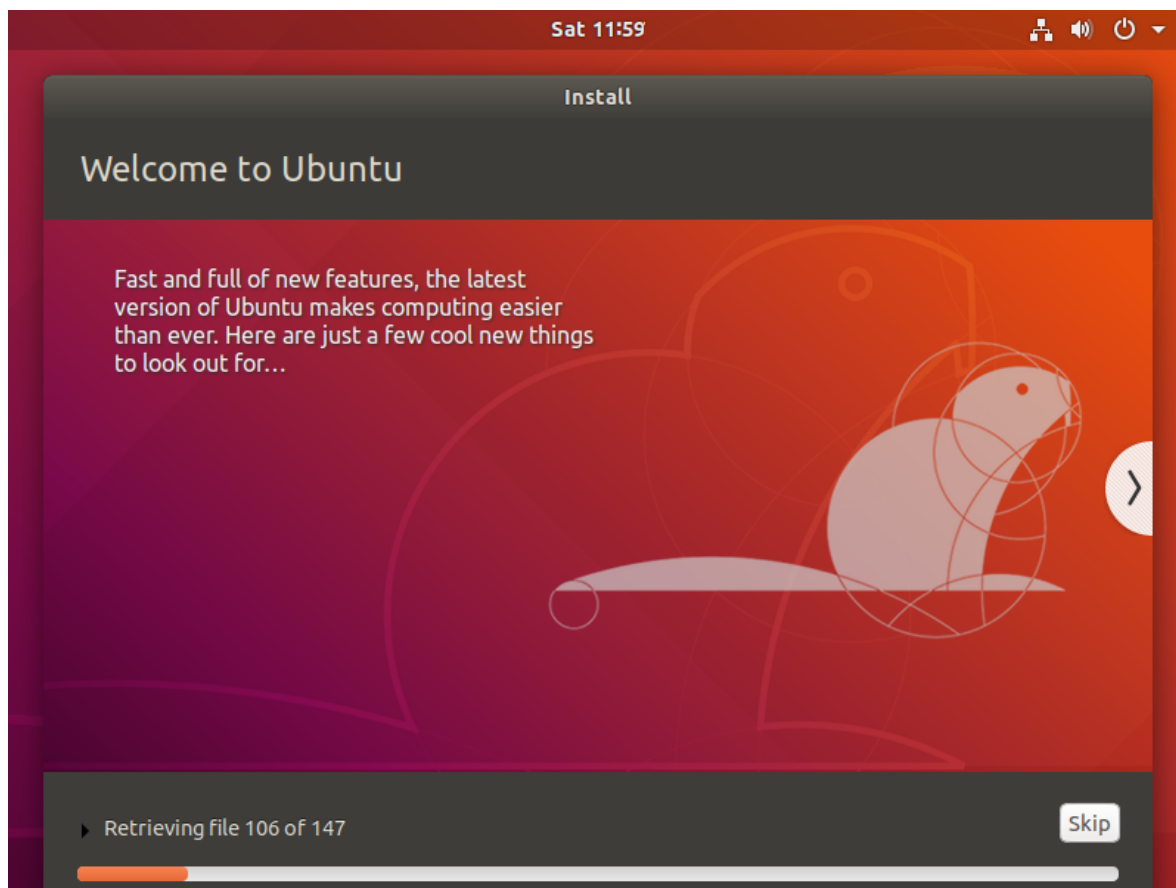 Sat 11:59
Install
Welcome to Ubuntu
Fast and full of new features, the latest
version of Ubuntu makes computing easier
than ever. Here are just a few cool new things
to look out for…
Retrieving file 106 of 147
Skip